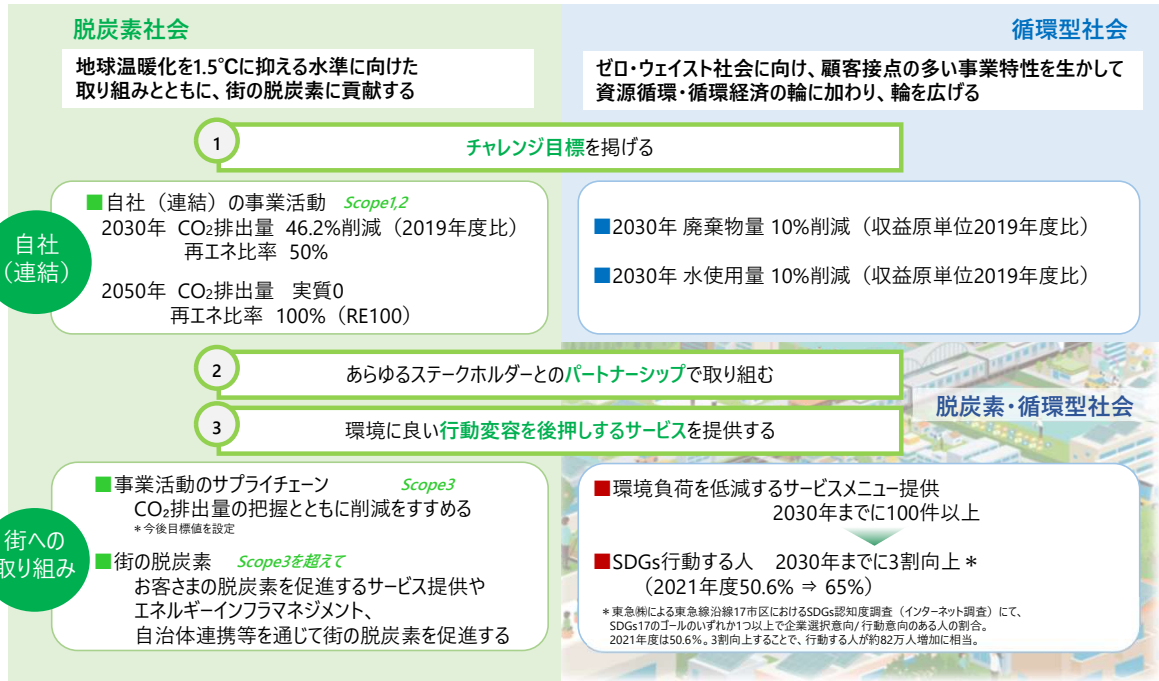 脱炭素社会
地球温暖化を1.5℃に抑える水準に向けた
取り組みとともに、街の脱炭素に貢献する
循環型社会
ゼロ・ウェイスト社会に向け、顧客接点の多い事業特性を生かして
資源循環・循環経済の輪に加わり、輪を広げる
1
チャレンジ目標を掲げる
自社
（連結）
■自社（連結）の事業活動 Scope1,2
2030年 CO₂排出量 46.2%削減（2019年度比）
再エネ比率 50%
2050年 CO₂排出量 実質0
再エネ比率 100%（RE100）
■2030年 廃棄物量 10%削減（収益原単位2019年度比）
■2030年 水使用量 10%削減（収益原単位2019年度比）
2
あらゆるステークホルダーとのパートナーシップで取り組む
3
環境に良い行動変容を後押しするサービスを提供する
脱炭素・循環型社会
街への
取り組み
■事業活動のサプライチェーン Scope3
CO₂排出量の把握とともに削減をすすめる
＊今後目標値を設定
■街の脱炭素 Scope3を超えて
お客さまの脱炭素を促進するサービス提供や
エネルギーインフラマネジメント、
自治体連携等を通じて街の脱炭素を促進する
■環境負荷を低減するサービスメニュー提供
2030年までに100件以上
■SDGs行動する人 2030年までに3割向上＊
（2021年度50.6% ⇒ 65%）
＊東急㈱による東急線沿線17市区におけるSDGs認知度調査（インターネット調査）にて、
SDGs17のゴールのいずれか1つ以上で企業選択意向/行動意向のある人の割合。
2021年度は50.6%。3割向上することで、行動する人が約82万人増加に相当。